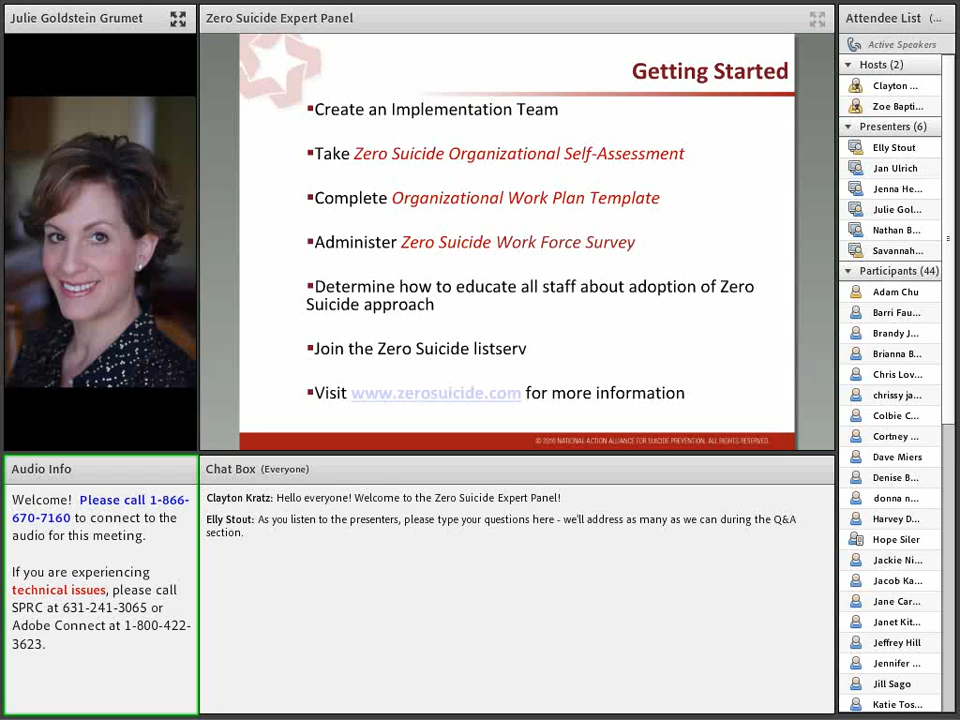 Julie Goldstein Grumet
Zero Suicide Expert Panel
Getting Started
▪Create an Implementation Team
▪Take Zero Suicide Organizational Self-Assessment
▪Complete Organizational Work Plan Template
▪Administer Zero Suicide Work Force Survey
▪Determine how to educate all staff about adoption of Zero
Suicide approach
▪Join the Zero Suicide listserv
▪Visit www.zerosuicide.com for more information
© 2010 NATIONAL ACTION ALLIANCE FOR SUICIDE PREVENTION. ALL RIGHTS RESERVED.
Audio Info
Welcome! Please call 1-866-
670-7160 to connect to the
audio for this meeting.
If you are experiencing
technical issues, please call
SPRC at 631-241-3065 or
Adobe Connect at 1-800-422-
3623.
Chat Box (Everyone)
Clayton Kratz: Hello everyone! Welcome to the Zero Suicide Expert Panel!
Elly Stout: As you listen to the presenters, please type your questions here - we'll address as many as we can during the Q&A
section.
Attendee List (...
Active Speakers
Hosts (2)
Clayton ...
Zoe Bapti...
Presenters (6)
Elly Stout
Jan Ulrich
Jenna He...
Julie Gol...
Nathan B...
Savannah...
Participants (44)
Adam Chu
Barri Fau...
Brandy J...
Brianna B...
Chris Lov...
chrissy ja...
Colbie C...
Cortney ...
Dave Miers
Denise B...
donna n...
Harvey D...
Hope Siler
Jackie Ni...
Jacob Ka...
Jane Car...
Janet Kit...
Jeffrey Hill
Jennifer ...
Jill Sago
Katie Tos...